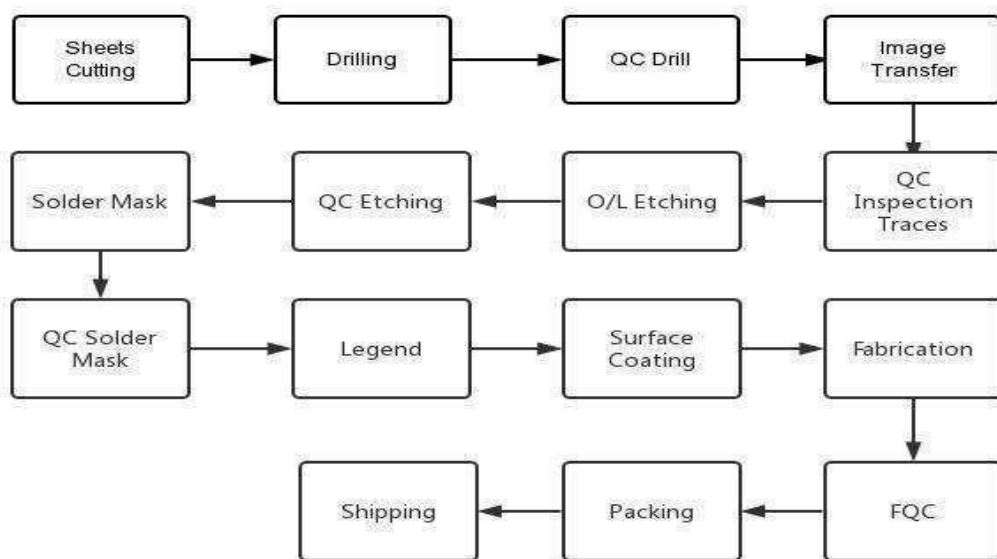 Sheets
Cutting
Drilling
QC Drill
Image
Transfer
QC
Inspection
Traces
O/L Etching
QC Etching
Solder Mask
QC Solder
Mask
Legend
Surface
Coating
Fabrication
FQC
Packing
Shipping